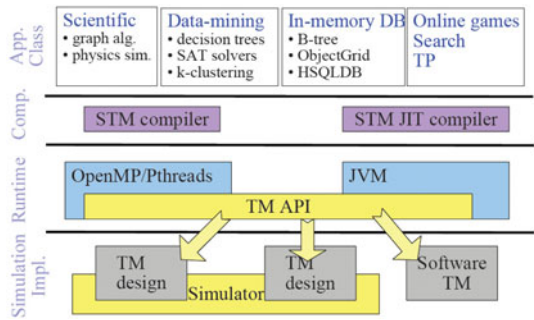 App.
Class
Scientific
• graph alg.
• physics sim.
Data-mining
• decision trees
• SAT solvers
• k-clustering
In-memory DB
• B-tree
• ObjectGrid
• HSQLDB
Online games
Search
TP
Comp.
STM compiler
STM JIT compiler
Runtime
OpenMP/Pthreads
JVM
TM API
Simulation
Impl.
TM
design
TM
design
Software
TM
Simulator